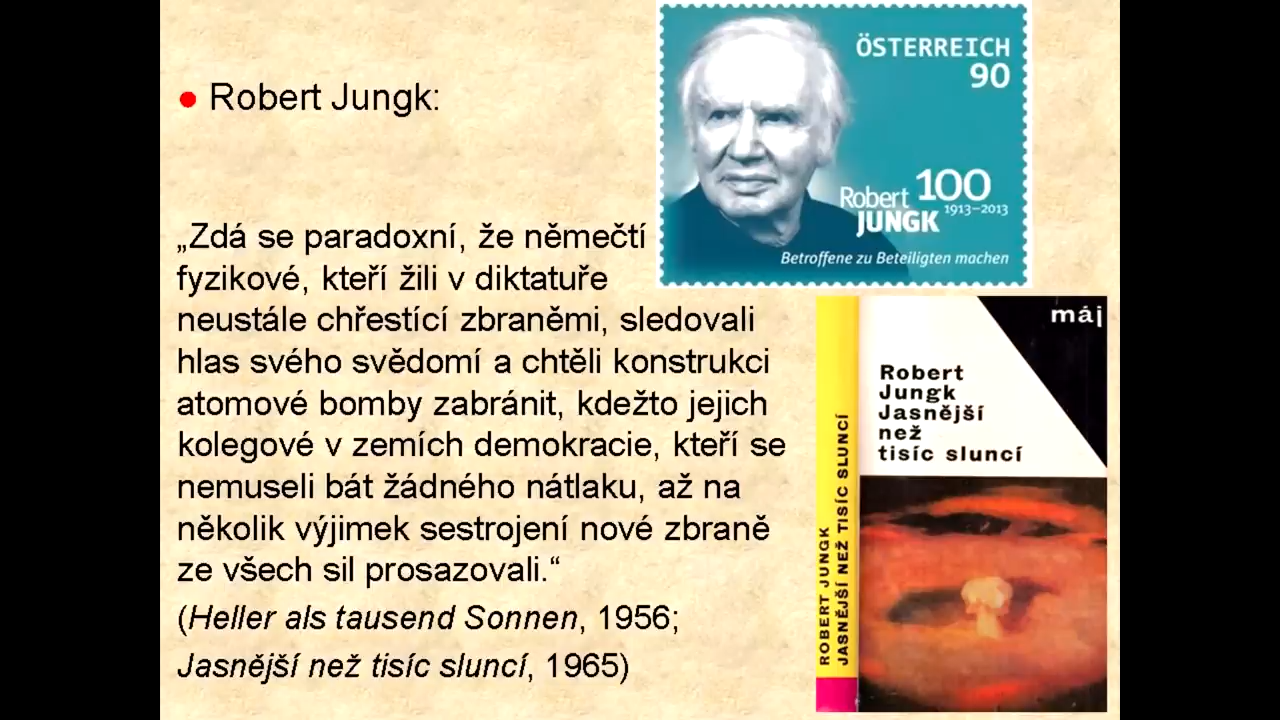 ● Robert Jungk:
„Zdá se paradoxní, že němečtí
fyzikové, kteří žili v diktatuře
neustále chřestící zbraněmi, sledovali
hlas svého svědomí a chtěli konstrukci
atomové bomby zabránit, kdežto jejich
kolegové v zemích demokracie, kteří se
nemuseli bát žádného nátlaku, až na
několik výjimek sestrojení nové zbraně
ze všech sil prosazovali.“
(Heller als tausend Sonnen, 1956;
Jasnější než tisíc sluncí, 1965)
ÖSTERREICH
90
Robert 100
JUNGK 1913–2013
Betroffene zu Beteiligten machen
máj
Robert
Jungk
Jasnější
než
tisíc sluncí
ROBERT JUNGK
JASNĚJŠÍ NEŽ TISÍC SLUNCÍ